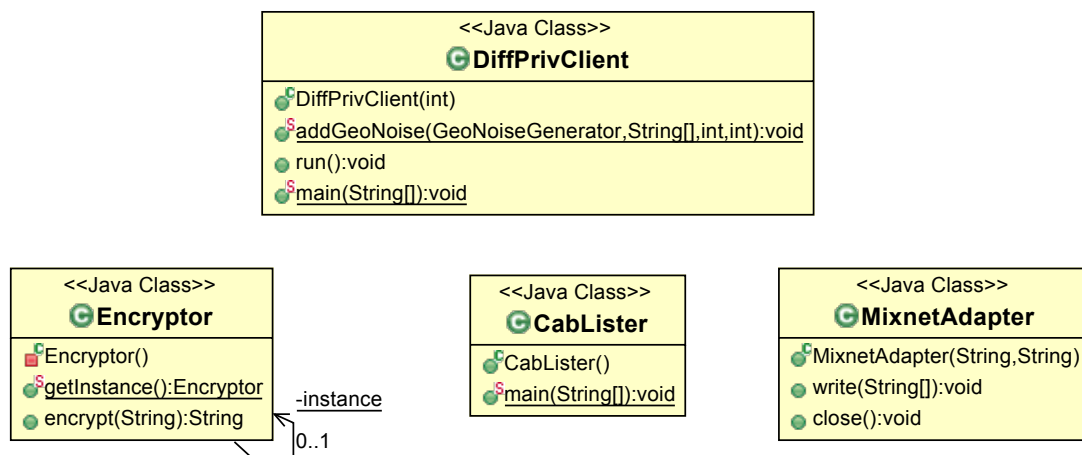 <<Java Class>>
DiffPrivClient
DiffPrivClient(int)
addGeoNoise(GeoNoiseGenerator,String[],int,int):void
run():void
main(String[]):void
<<Java Class>>
Encryptor
Encryptor()
getInstance():Encryptor
encrypt(String):String
-instance
0..1
<<Java Class>>
CabLister
CabLister()
main(String[]):void
<<Java Class>>
MixnetAdapter
MixnetAdapter(String,String)
write(String[]):void
close():void